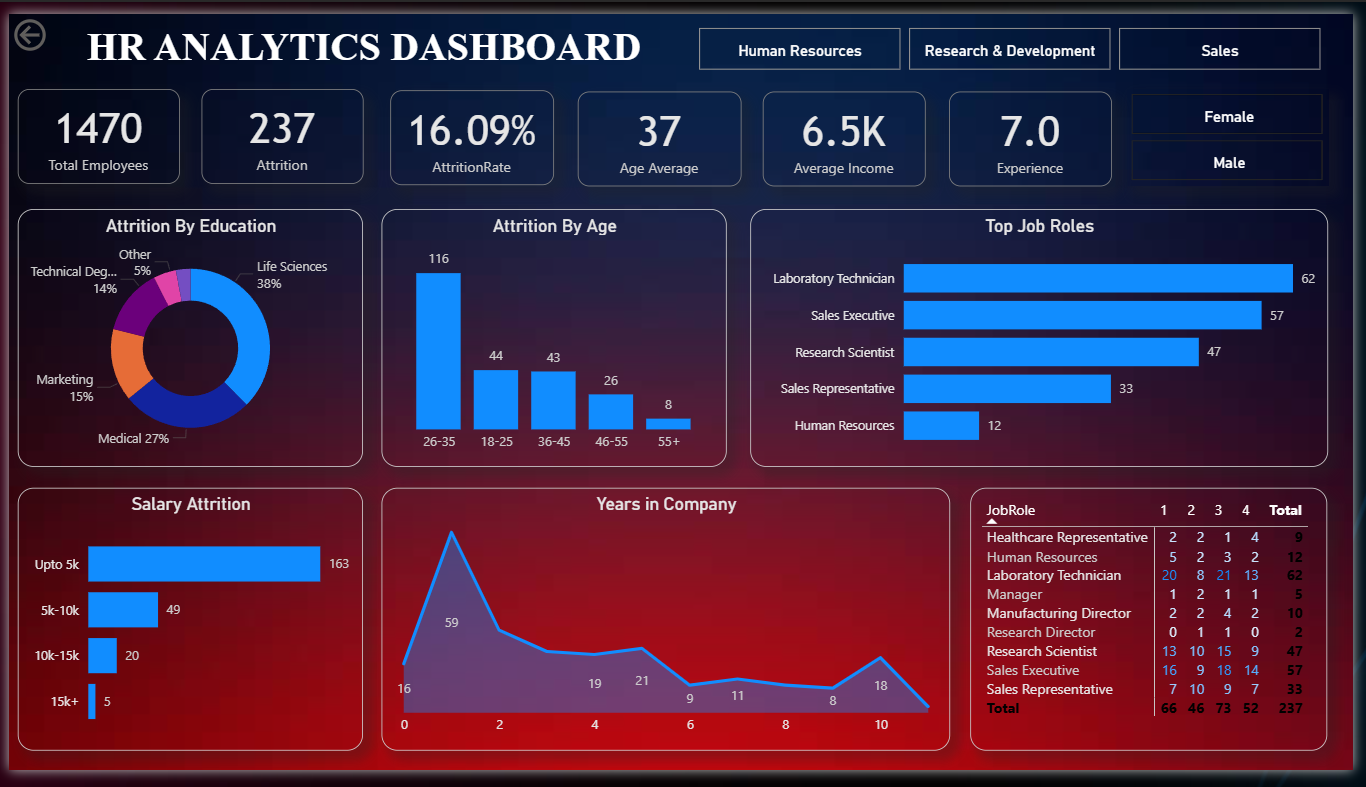 HR ANALYTICS DASHBOARD
Human Resources
Research & Development
Sales
1470
Total Employees
237
Attrition
16.09%
AttritionRate
37
Age Average
6.5K
Average Income
7.0
Experience
Female
Male
Attrition By Education
Other
5%
Life Sciences
38%
Technical Deg...
14%
Marketing
15%
Medical 27%
Attrition By Age
116
44
43
26
8
26-35 18-25 36-45 46-55 55+
Top Job Roles
Laboratory Technician 62
Sales Executive 57
Research Scientist 47
Sales Representative 33
Human Resources 12
Salary Attrition
Upto 5k 163
5k-10k 49
10k-15k 20
15k+ 5
Years in Company
59
16
19
21
9
11
8
18
0 2 4 6 8 10
JobRole 1 2 3 4 Total
Healthcare Representative 2 2 1 4 9
Human Resources 5 2 3 2 12
Laboratory Technician 20 8 21 13 62
Manager 1 2 1 1 5
Manufacturing Director 2 2 4 2 10
Research Director 0 1 1 0 2
Research Scientist 13 10 15 9 47
Sales Executive 16 9 18 14 57
Sales Representative 7 10 9 7 33
Total 66 46 73 52 237